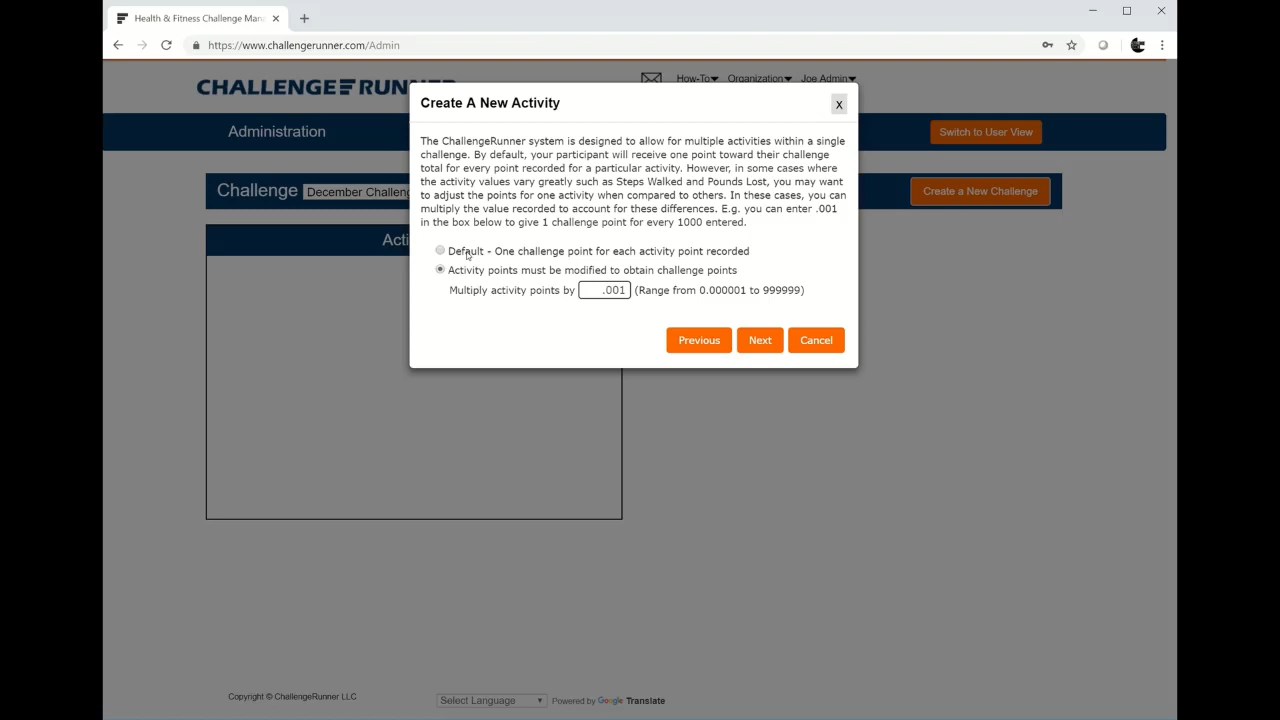 Health & Fitness Challenge Man
https://www.challengerunner.com/Admin
CHALLENGERUN
How-To Organization Joe Admin
Administration
Switch to User View
Challenge December Challeng
Create a New Challenge
Acti
Create A New Activity
X
The ChallengeRunner system is designed to allow for multiple activities within a single
challenge. By default, your participant will receive one point toward their challenge
total for every point recorded for a particular activity. However, in some cases where
the activity values vary greatly such as Steps Walked and Pounds Lost, you may want
to adjust the points for one activity when compared to others. In these cases, you can
multiply the value recorded to account for these differences. E.g. you can enter .001
in the box below to give 1 challenge point for every 1000 entered.
Default - One challenge point for each activity point recorded
Activity points must be modified to obtain challenge points
Multiply activity points by .001 (Range from 0.000001 to 999999)
Previous Next Cancel
Copyright © ChallengeRunner LLC
Select Language Powered by Google Translate